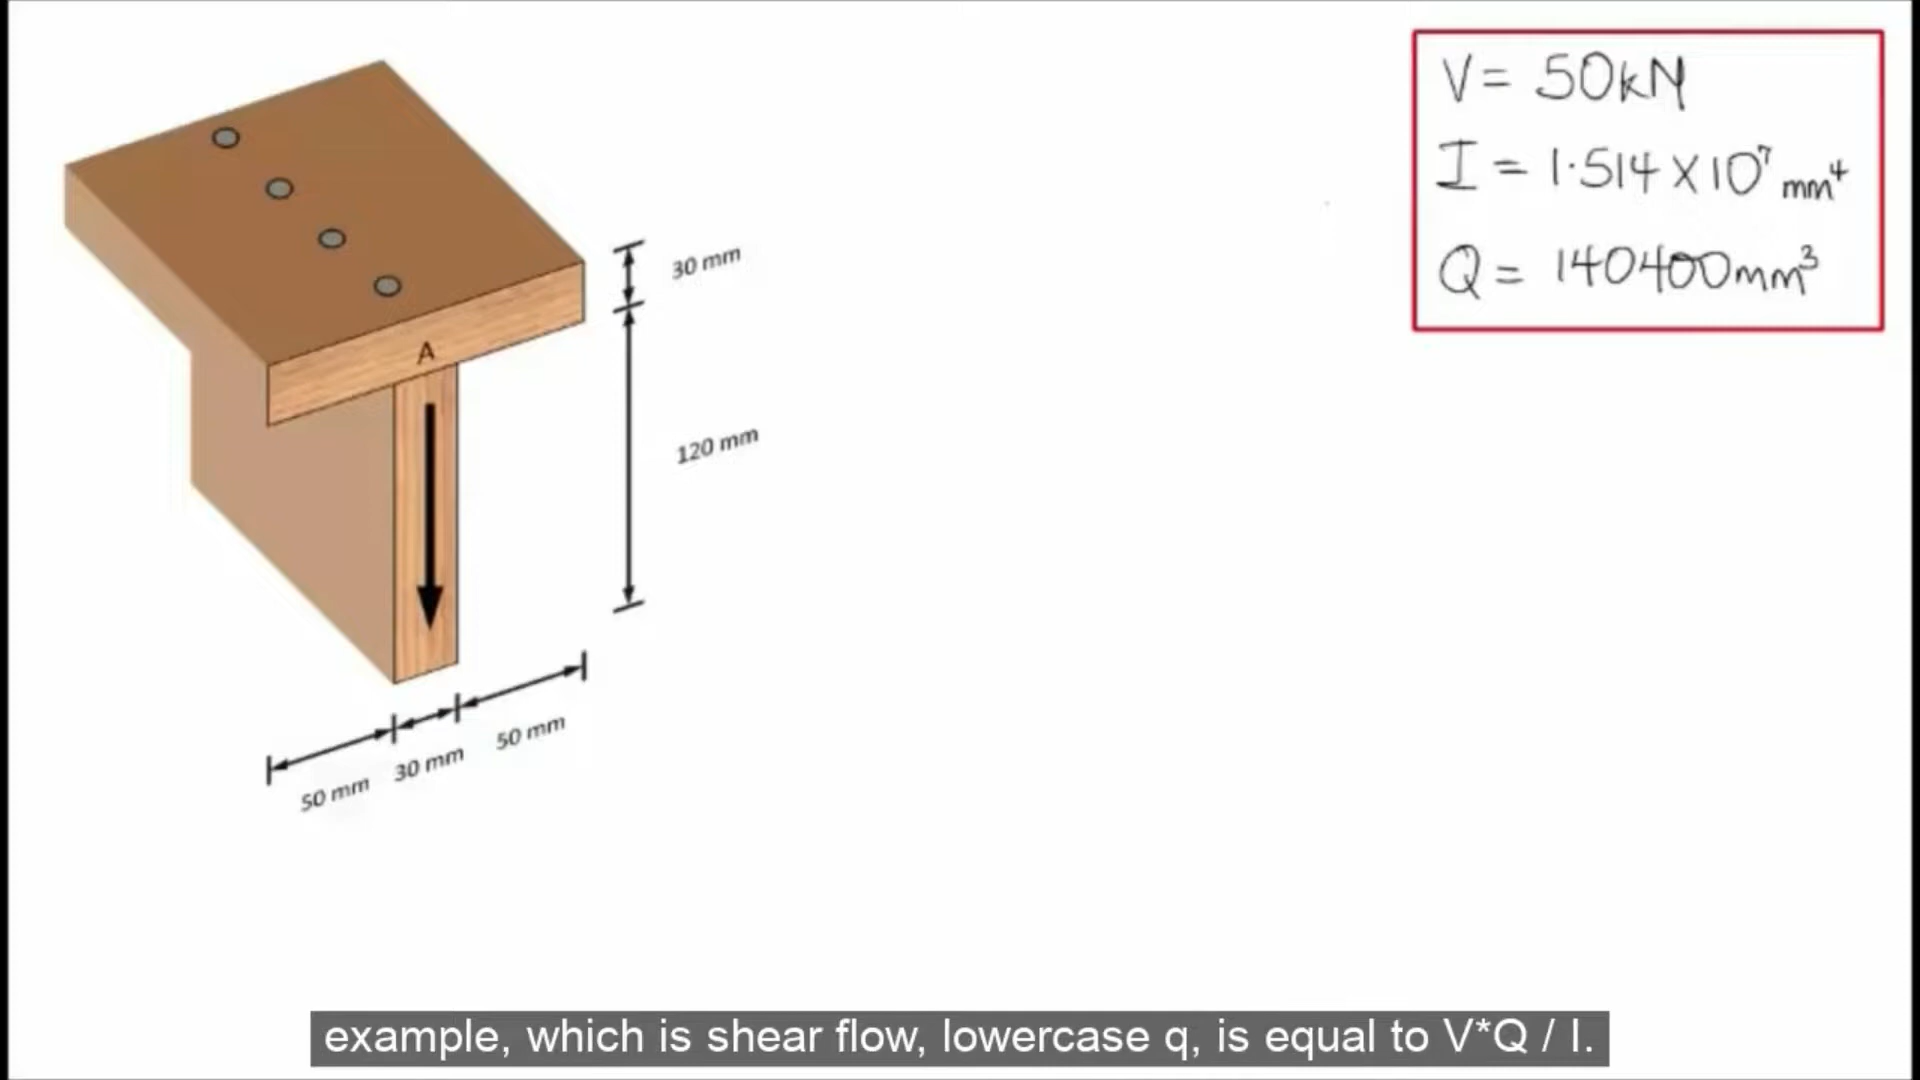 V = 50kN
I = 1.514 X 10⁷ mm⁴
Q = 140400mm³
30 mm
A
120 mm
50 mm
30 mm
50 mm
example, which is shear flow, lowercase q, is equal to V*Q / I.